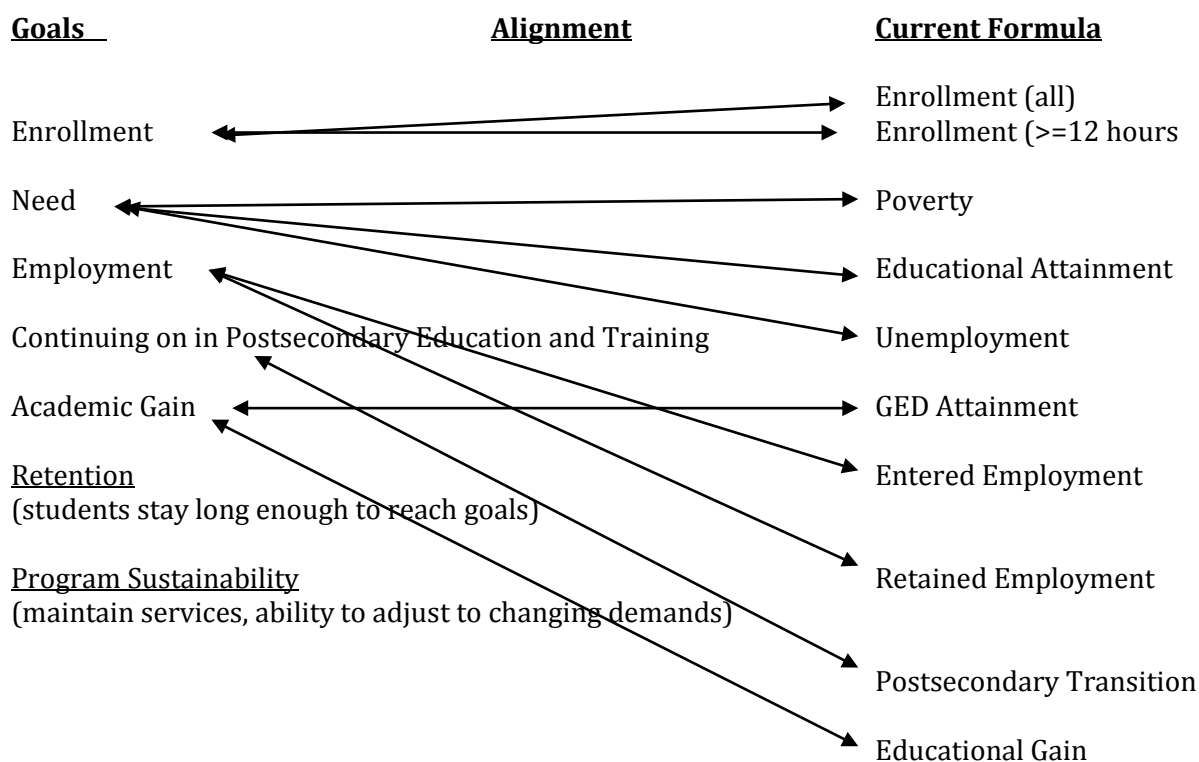 Goals Alignment Current Formula
Enrollment (all)
Enrollment Enrollment (>=12 hours
Need Poverty
Employment Educational Attainment
Continuing on in Postsecondary Education and Training Unemployment
Academic Gain GED Attainment
Retention Entered Employment
(students stay long enough to reach goals)
Program Sustainability Retained Employment
(maintain services, ability to adjust to changing demands)
Postsecondary Transition
Educational Gain